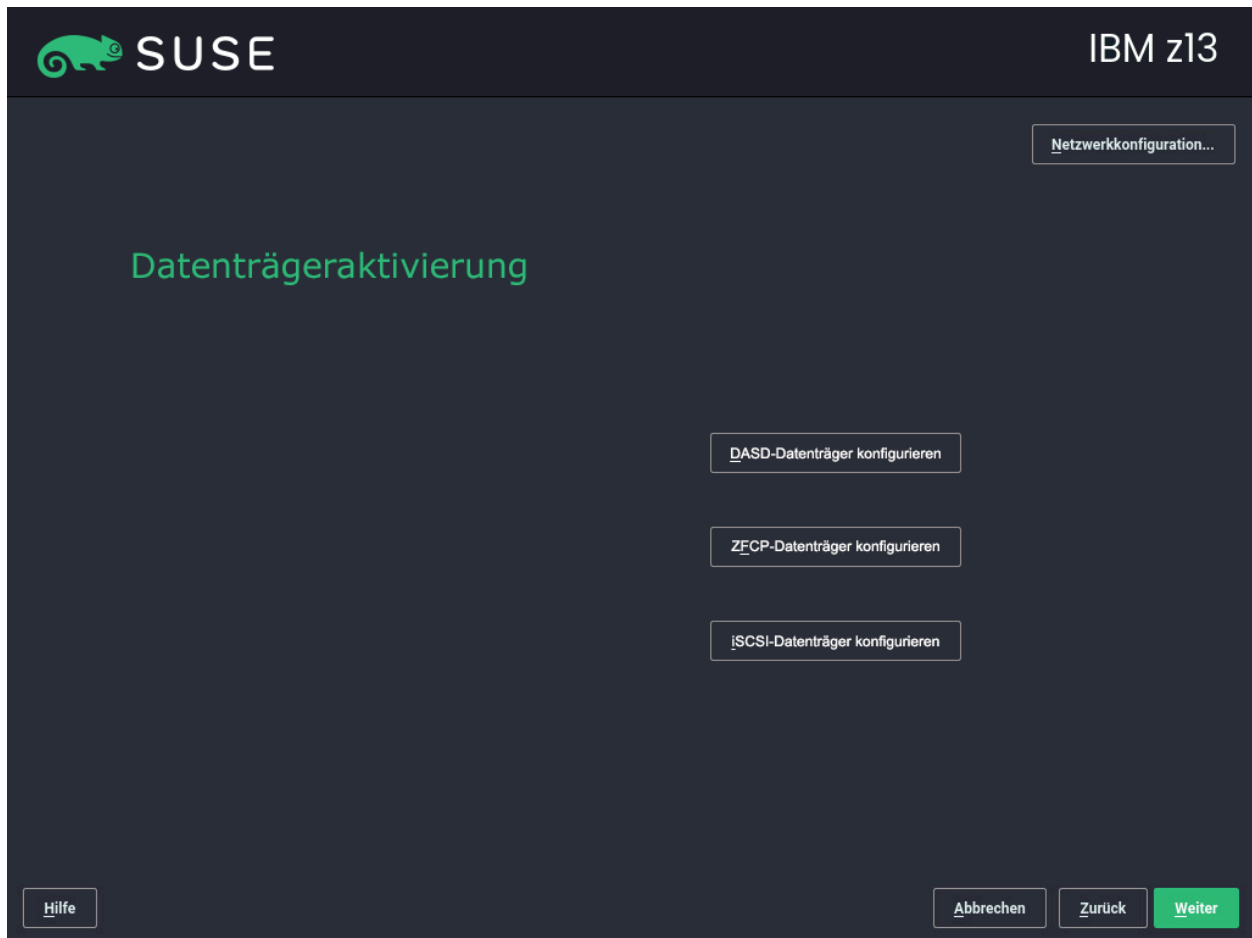 SUSE
IBM z13
Netzwerkkonfiguration...
Datenträgeraktivierung
DASD-Datenträger konfigurieren
ZFCP-Datenträger konfigurieren
iSCSI-Datenträger konfigurieren
Hilfe
Abbrechen
Zurück
Weiter